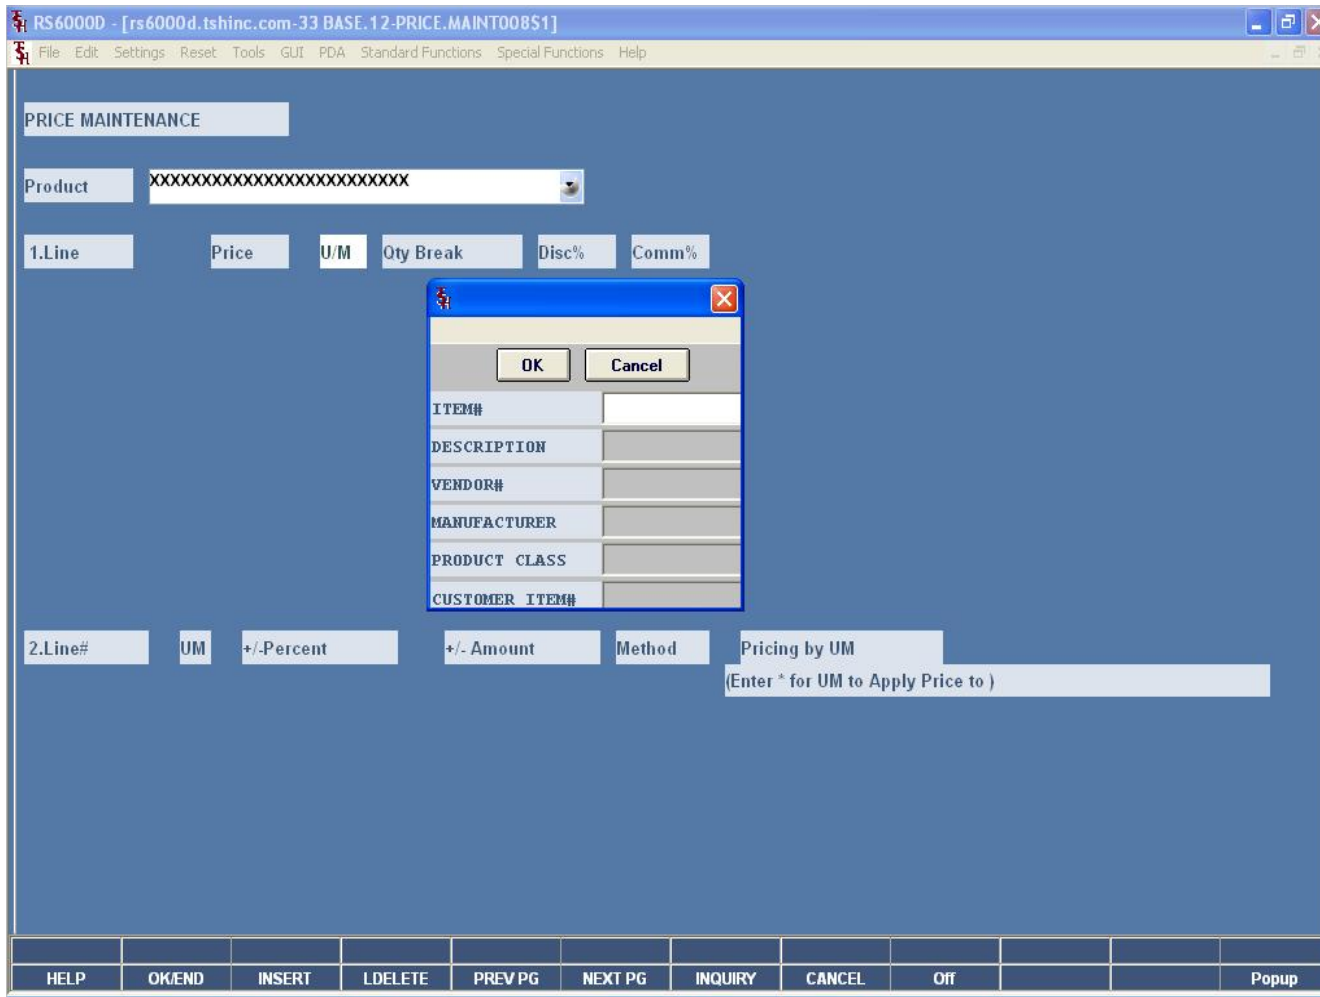 RS6000D - [rs6000d.tshinc.com-33 BASE.12-PRICE.MAINT008$1]
File Edit Settings Reset Tools GUI PDA Standard Functions Special Functions Help
PRICE MAINTENANCE
Product XXXXXXXXXXXXXXXXXXXXXXXXX
1.Line Price U/M Qty Break Disc% Comm%
OK Cancel
ITEM#
DESCRIPTION
VENDOR#
MANUFACTURER
PRODUCT CLASS
CUSTOMER ITEM#
2.Line# UM +/-Percent +/- Amount Method Pricing by UM
(Enter * for UM to Apply Price to )
HELP OK/END INSERT LDELETE PREV PG NEXT PG INQUIRY CANCEL Off Popup